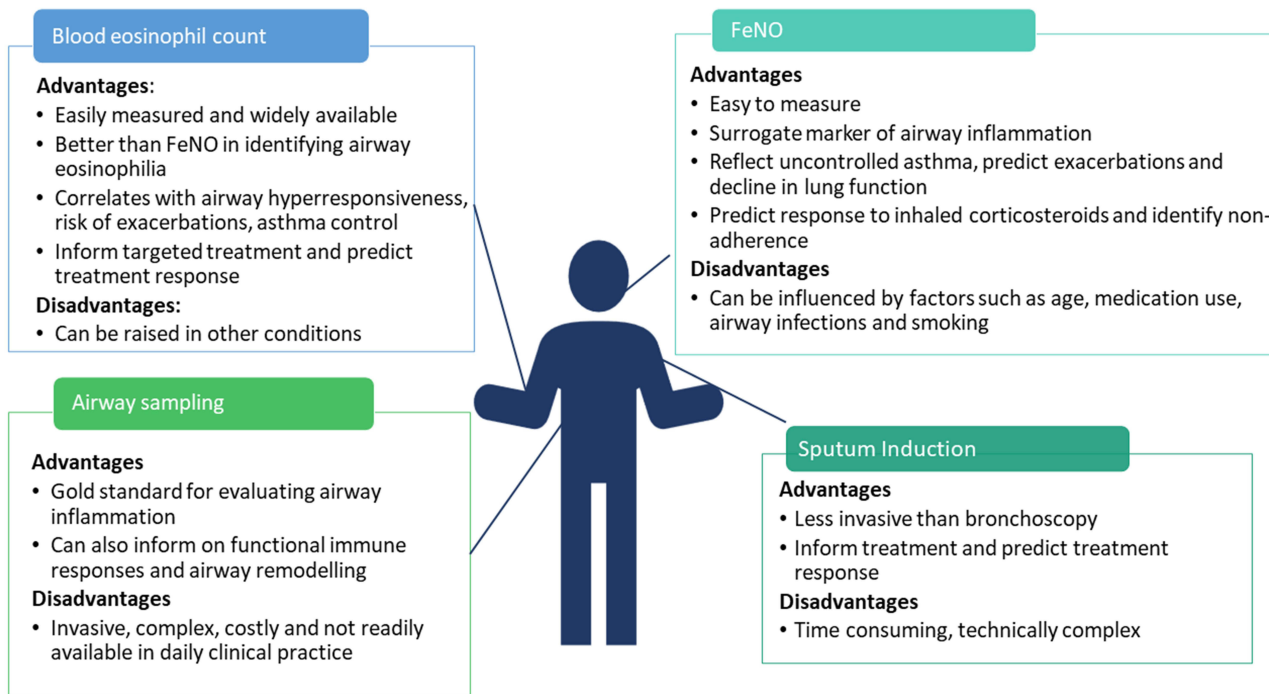 Blood eosinophil count
Advantages:
• Easily measured and widely available
• Better than FeNO in identifying airway
eosinophilia
• Correlates with airway hyperresponsiveness,
risk of exacerbations, asthma control
• Inform targeted treatment and predict
treatment response
Disadvantages:
• Can be raised in other conditions
FeNO
Advantages
• Easy to measure
• Surrogate marker of airway inflammation
• Reflect uncontrolled asthma, predict exacerbations and
decline in lung function
• Predict response to inhaled corticosteroids and identify non-
adherence
Disadvantages
• Can be influenced by factors such as age, medication use,
airway infections and smoking
Airway sampling
Advantages
• Gold standard for evaluating airway
inflammation
• Can also inform on functional immune
responses and airway remodelling
Disadvantages
• Invasive, complex, costly and not readily
available in daily clinical practice
Sputum Induction
Advantages
• Less invasive than bronchoscopy
• Inform treatment and predict treatment
response
Disadvantages
• Time consuming, technically complex